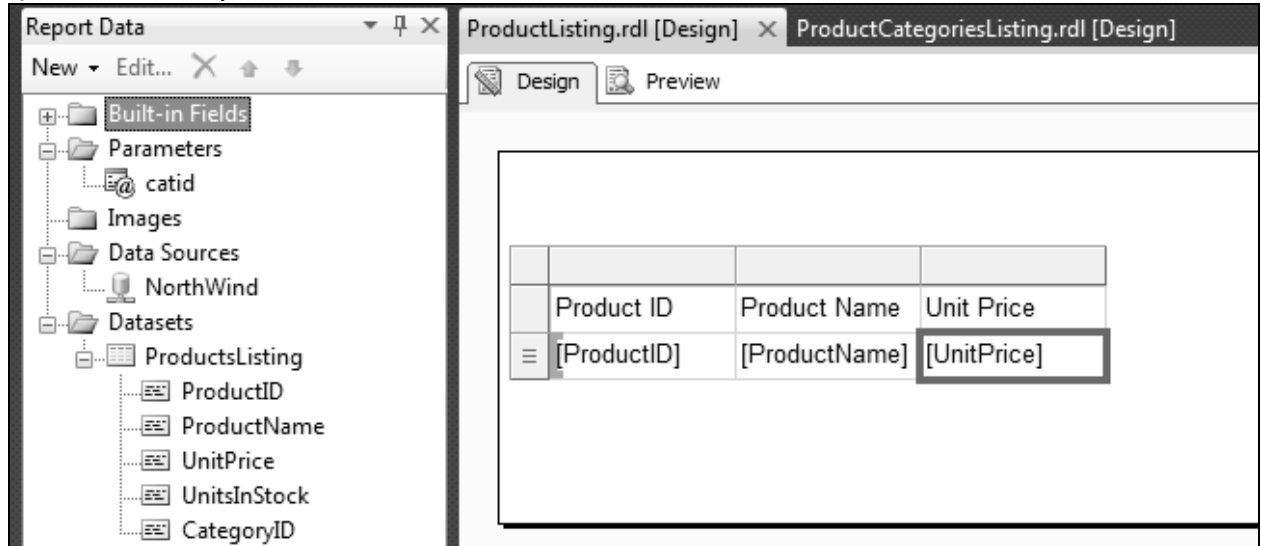 Report Data
New Edit...
Built-in Fields
Parameters
catid
Images
Data Sources
NorthWind
Datasets
ProductsListing
ProductID
ProductName
UnitPrice
UnitsInStock
CategoryID
ProductListing.rdl [Design] ProductCategoriesListing.rdl [Design]
Design Preview
Product ID Product Name Unit Price
[ProductID] [ProductName] [UnitPrice]